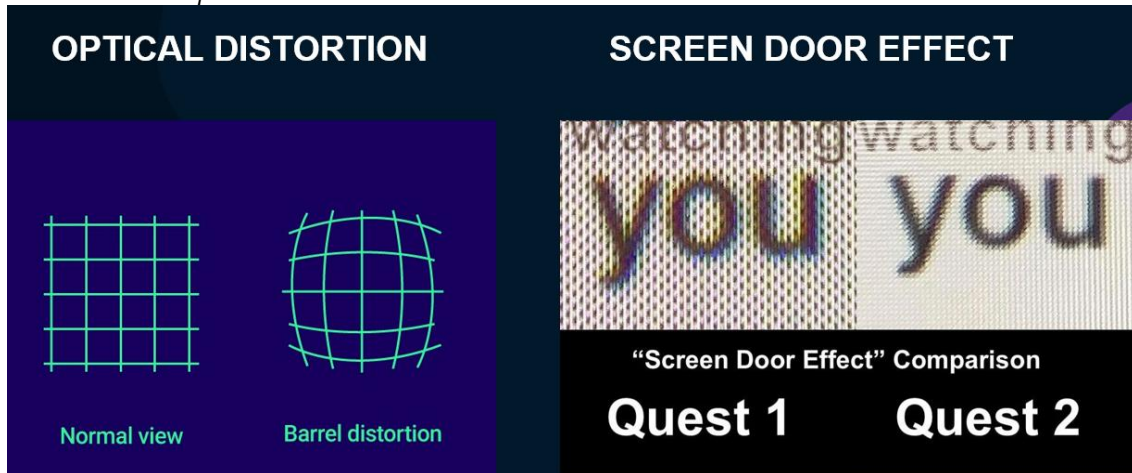 OPTICAL DISTORTION
SCREEN DOOR EFFECT
watching watching
you you
Normal view
Barrel distortion
“Screen Door Effect” Comparison
Quest 1
Quest 2